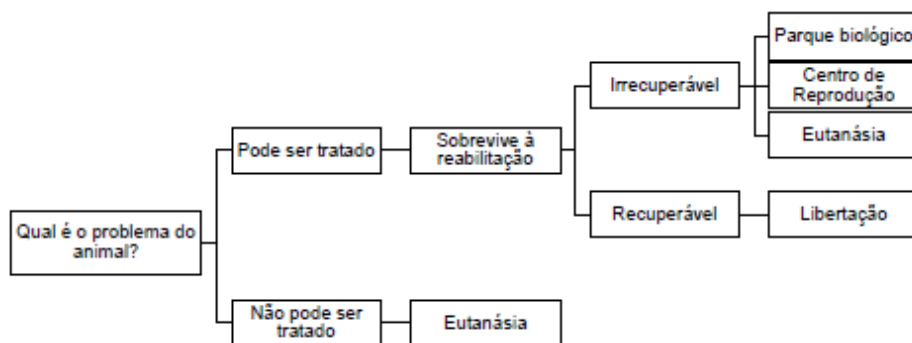 Parque biológico
Irrecuperável
Centro de
Reprodução
Pode ser tratado
Sobrevive à
reabilitação
Eutanásia
Qual é o problema do
animal?
Recuperável
Libertação
Não pode ser
tratado
Eutanásia